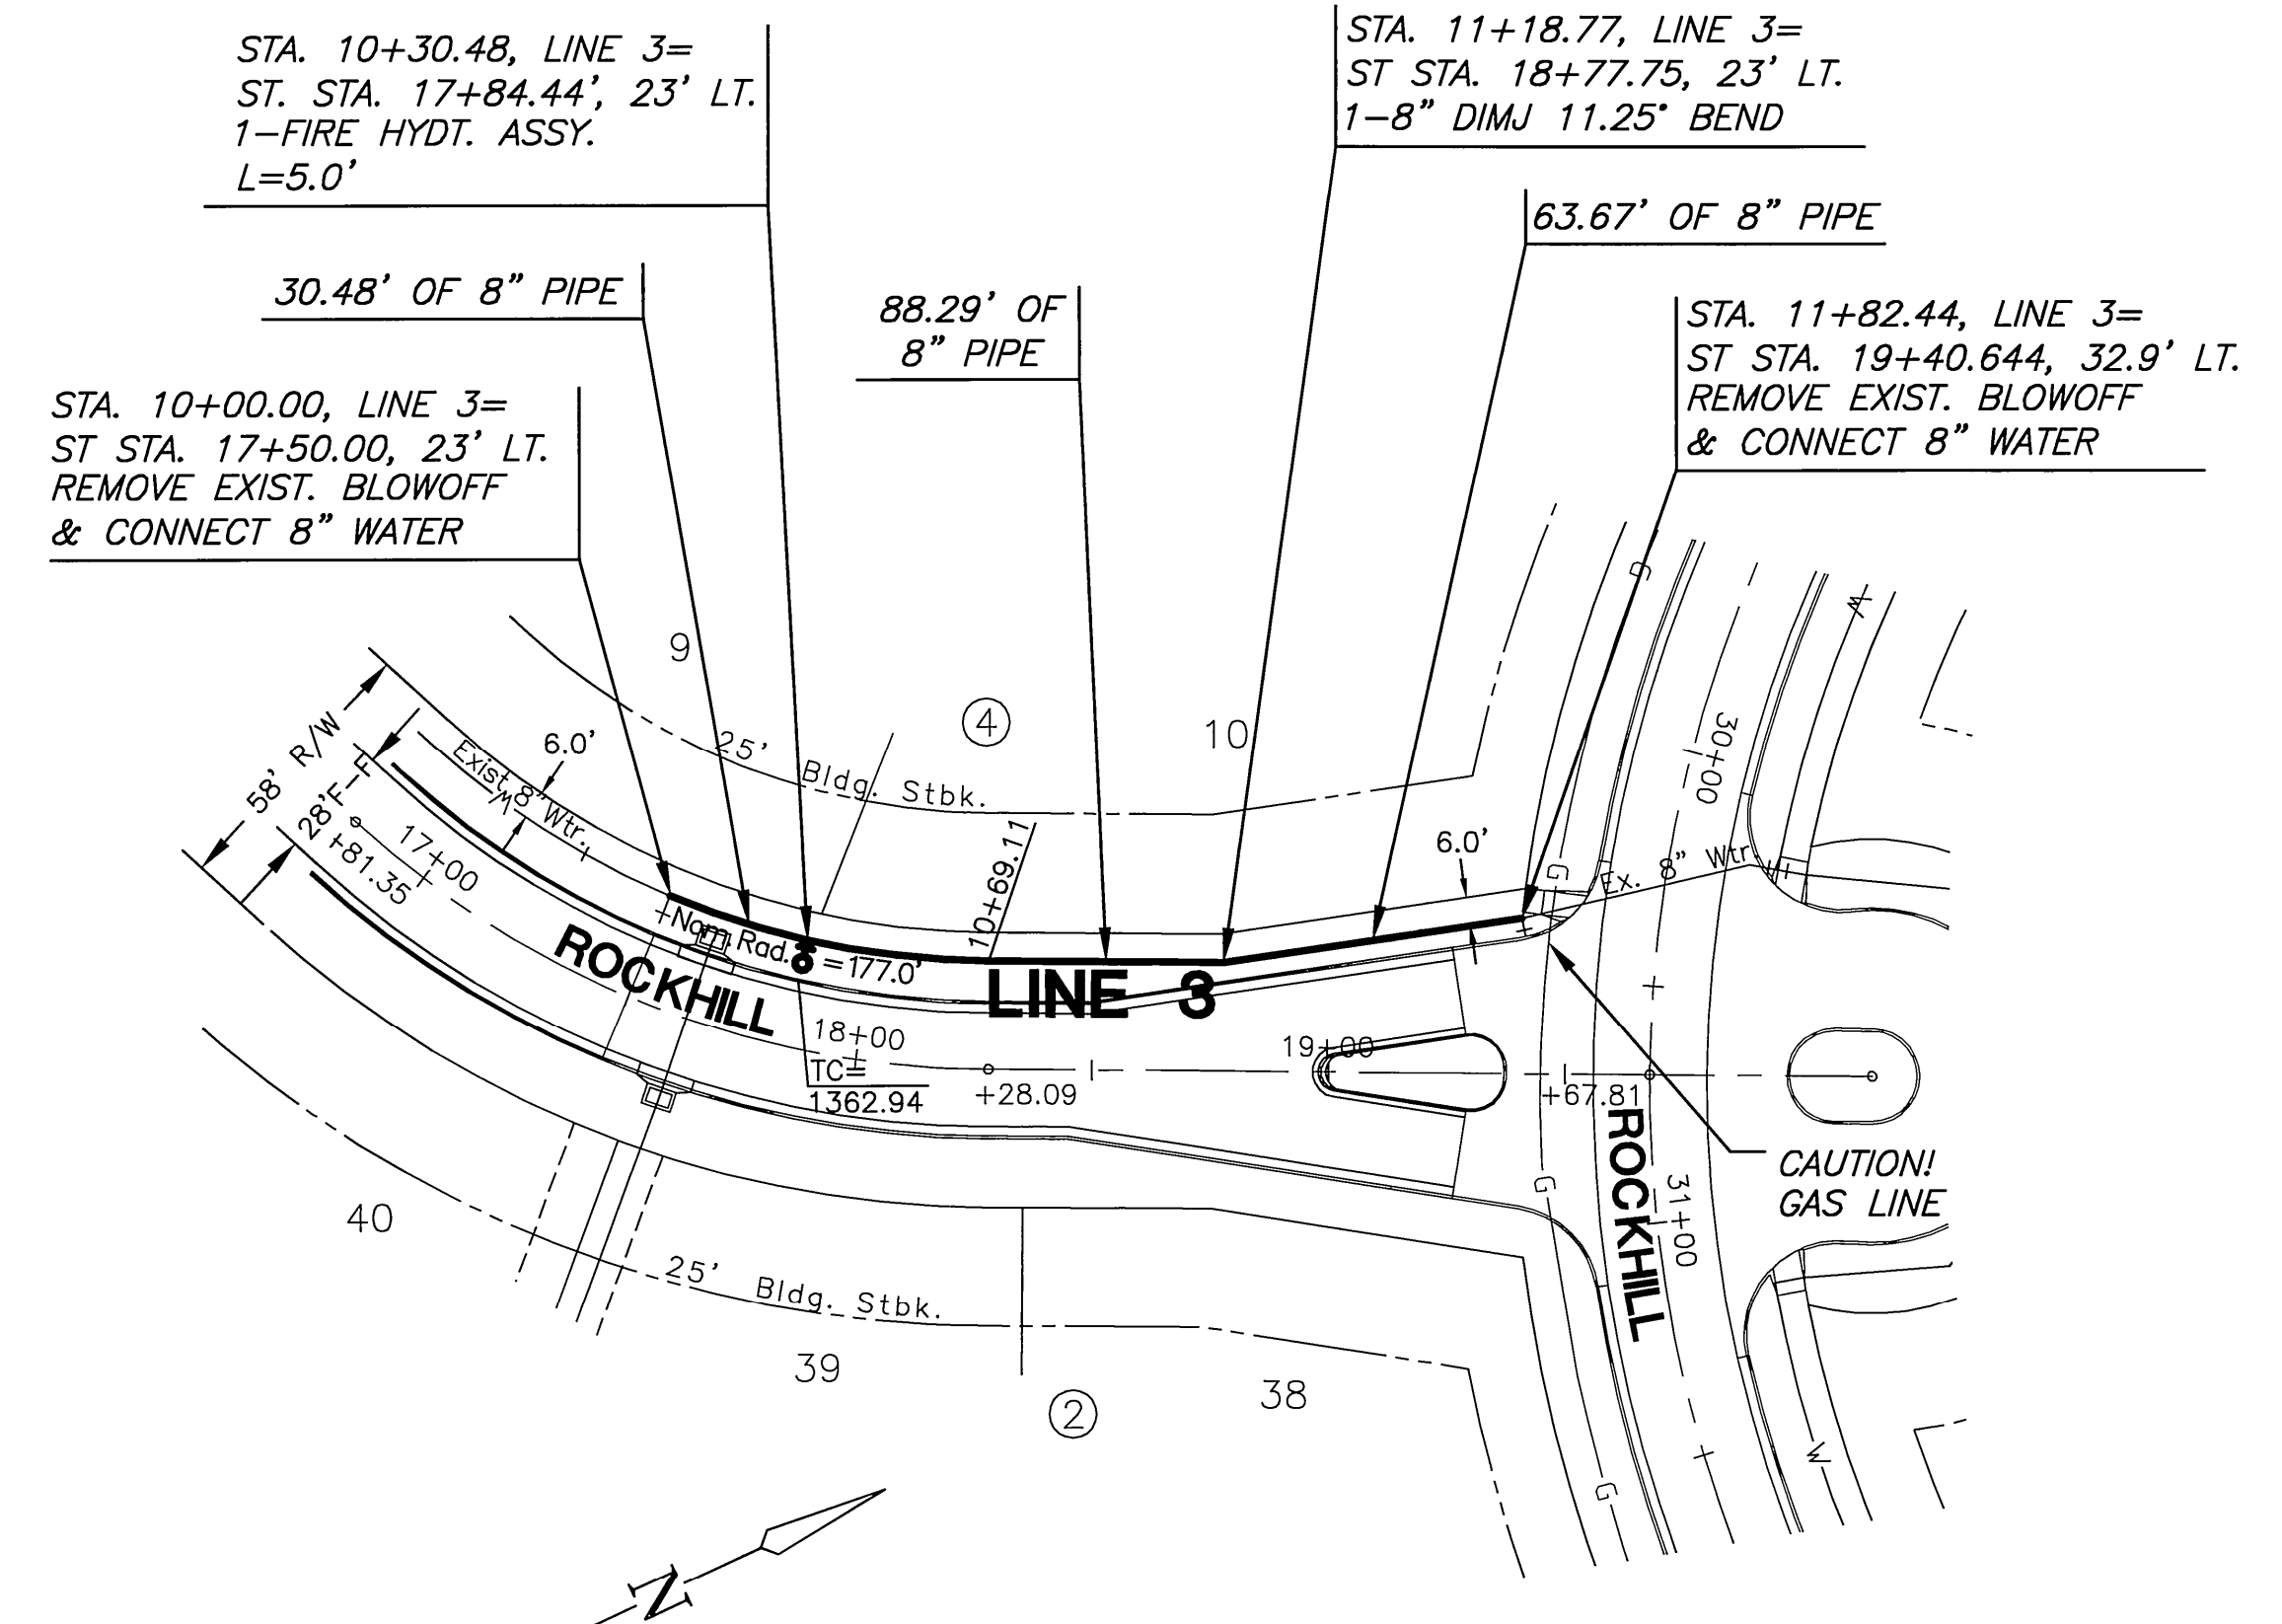 STA. 10+30.48, LINE 3=
ST. STA. 17+84.44', 23' LT.
1-FIRE HYDT. ASSY.
L=5.0'
STA. 11+18.77, LINE 3=
ST STA. 18+77.75, 23' LT.
1-8" DIMJ 11.25° BEND
63.67' OF 8" PIPE
30.48' OF 8" PIPE
88.29' OF
8" PIPE
STA. 11+82.44, LINE 3=
ST STA. 19+40.644, 32.9' LT.
REMOVE EXIST. BLOWOFF
& CONNECT 8" WATER
STA. 10+00.00, LINE 3=
ST STA. 17+50.00, 23' LT.
REMOVE EXIST. BLOWOFF
& CONNECT 8" WATER
G
W
9
4
10
25' Bldg. Stbk.
6.0'
58' R/W
28'F-F
Exist. 8" Wtr.
W
+81.35
17+00
30+00
6.0'
Ex. 8" Wtr.
G
10+69.11
Nom. Rad. =177.0'
ROCKHILL
LINE 3
18+00
TC=
1362.94
+28.09
19+00
+67.81
ROCKHILL
31+00
CAUTION!
GAS LINE
G
40
25' Bldg. Stbk.
39
2
38
W
G
N